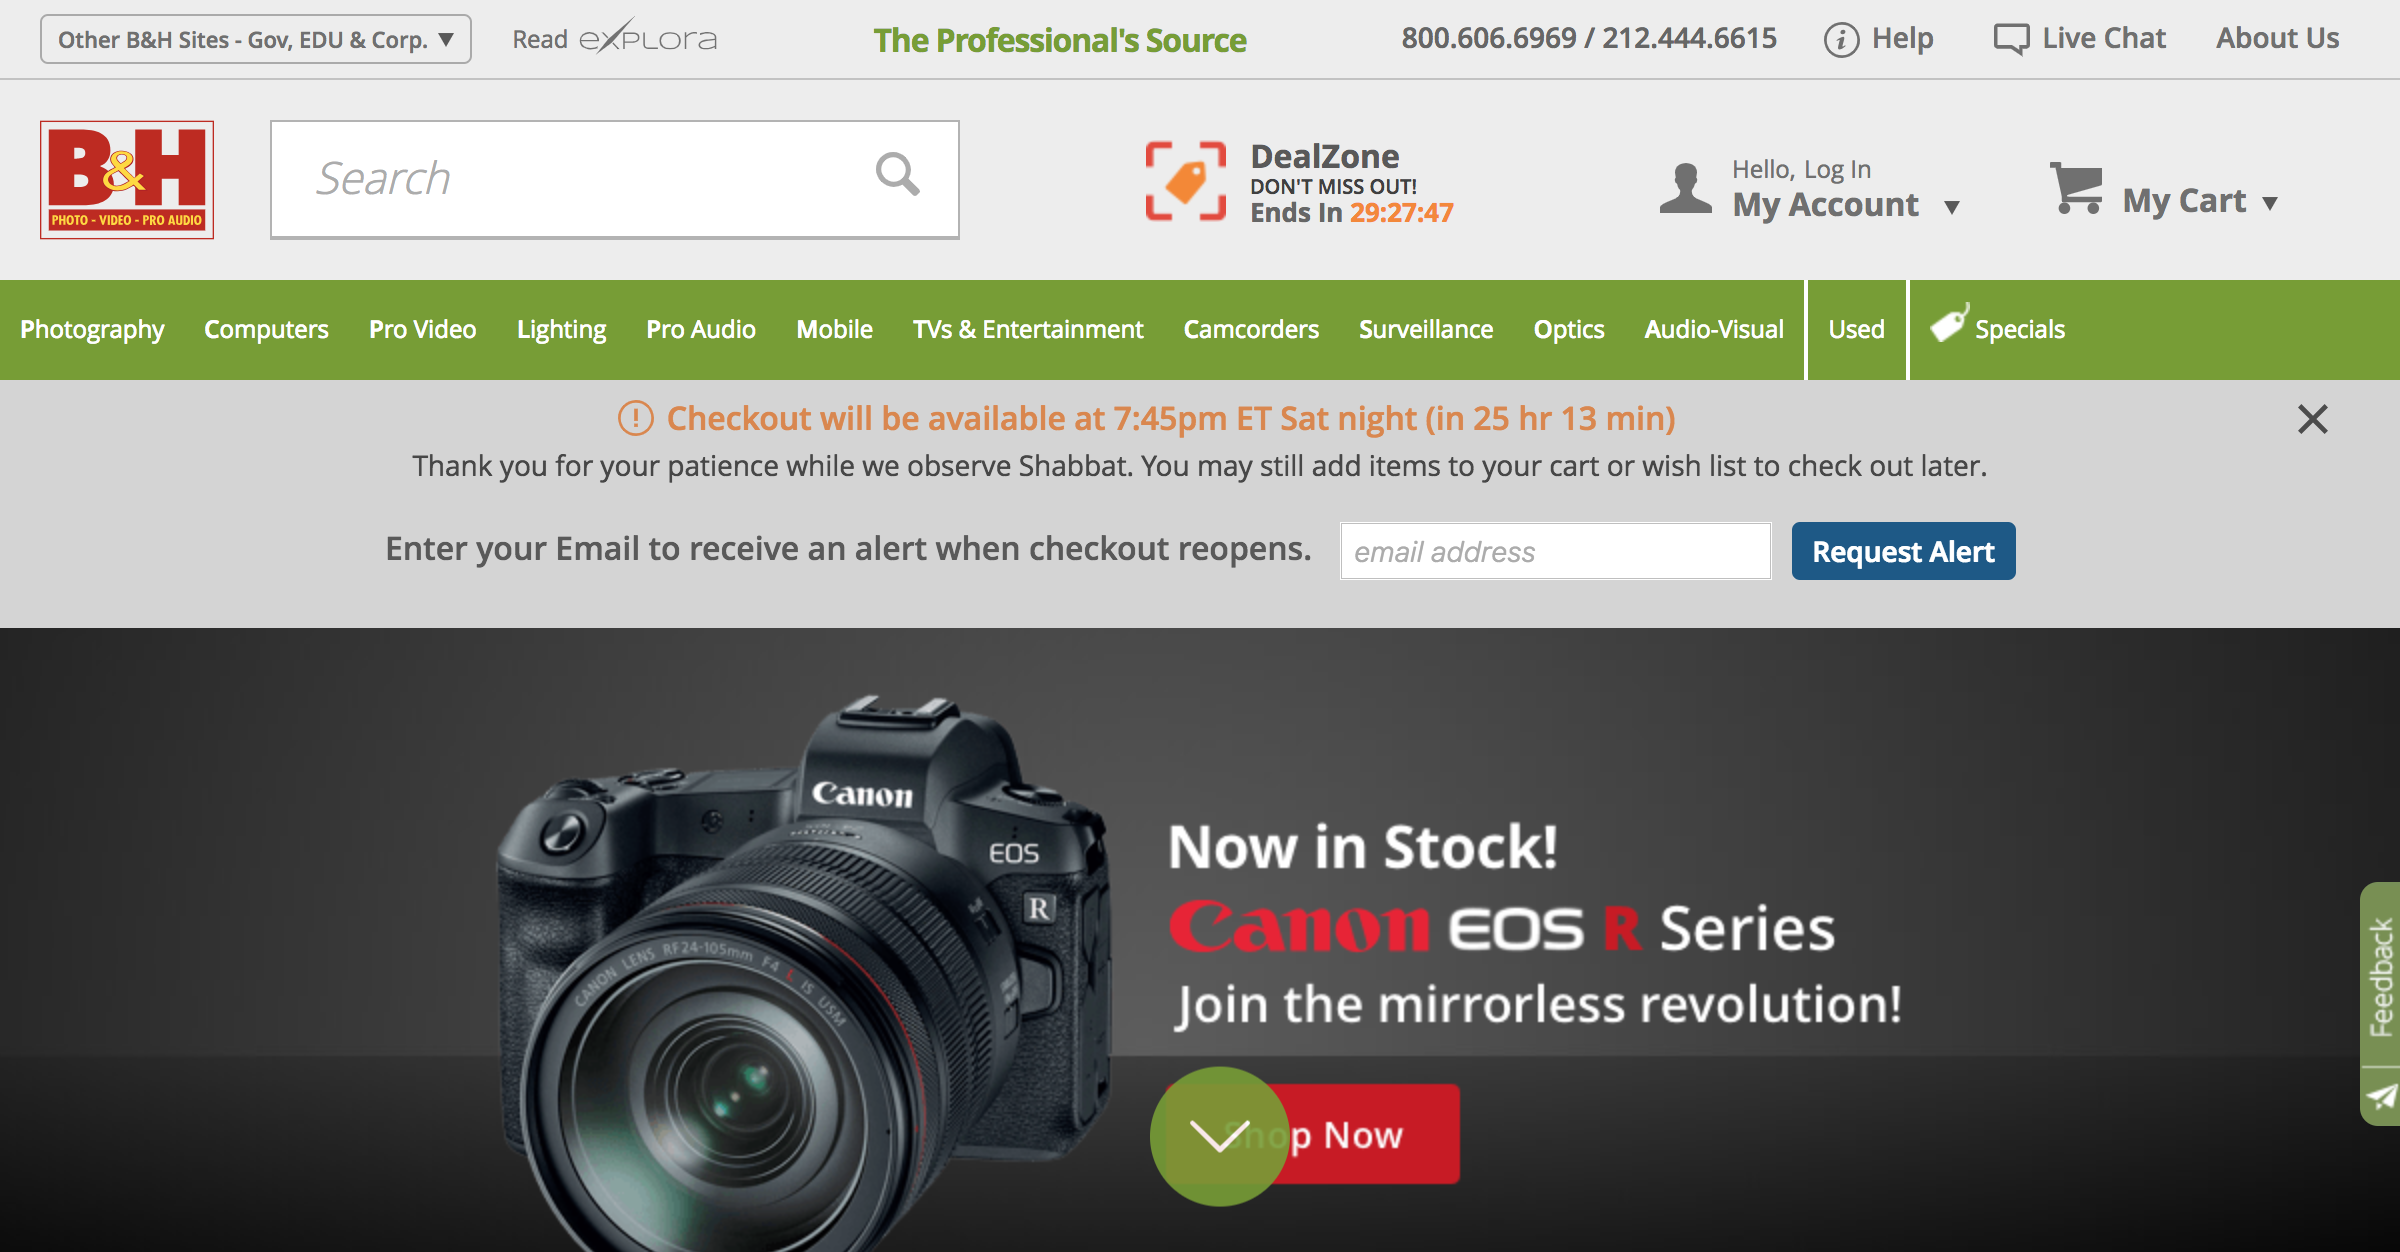 Other B&H Sites - Gov, EDU & Corp. ▼
Read eXPLORA
The Professional's Source
800.606.6969 / 212.444.6615
Help
Live Chat
About Us
B&H
PHOTO - VIDEO - PRO AUDIO
Search
DealZone
DON'T MISS OUT!
Ends In 29:27:47
Hello, Log In
My Account ▼
My Cart ▼
Photography Computers Pro Video Lighting Pro Audio Mobile TVs & Entertainment Camcorders Surveillance Optics Audio-Visual Used Specials
Checkout will be available at 7:45pm ET Sat night (in 25 hr 13 min)
Thank you for your patience while we observe Shabbat. You may still add items to your cart or wish list to check out later.
Enter your Email to receive an alert when checkout reopens.
email address
Request Alert
Canon
EOS
R
CANON LENS RF24-105mm F4 L IS USM
Now in Stock!
Canon EOS R Series
Join the mirrorless revolution!
Shop Now
Feedback